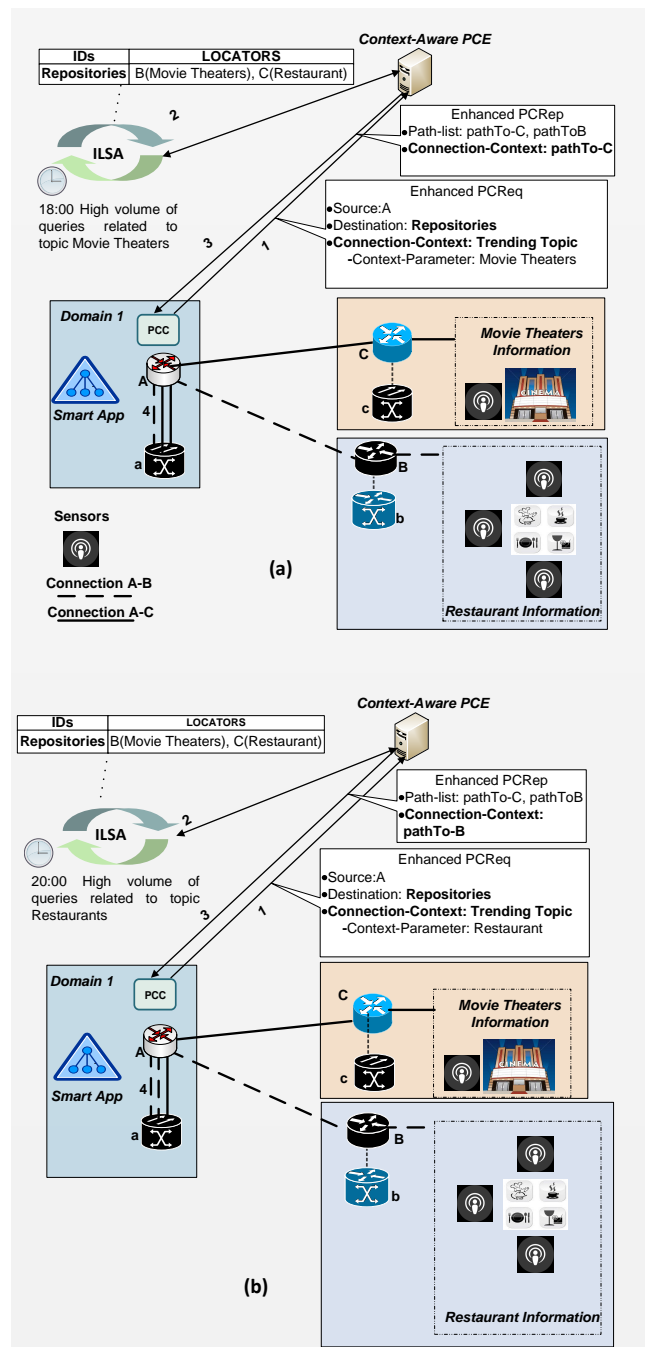 Context-Aware PCE
IDs LOCATORS
Repositories B(Movie Theaters), C(Restaurant)
2
Enhanced PCRep
●Path-list: pathTo-C, pathToB
●Connection-Context: pathTo-C
ILSA
Enhanced PCReq
●Source:A
●Destination: Repositories
●Connection-Context: Trending Topic
-Context-Parameter: Movie Theaters
18:00 High volume of
queries related to
topic Movie Theaters
3
1
Domain 1
PCC
Movie Theaters
Information
C
CINEMA
A
Smart App
4
c
a
B
b
Sensors
(a)
Connection A-B
Restaurant Information
Connection A-C
Context-Aware PCE
IDs LOCATORS
Repositories B(Movie Theaters), C(Restaurant)
Enhanced PCRep
●Path-list: pathTo-C, pathToB
●Connection-Context:
pathTo-B
2
ILSA
Enhanced PCReq
●Source:A
●Destination: Repositories
●Connection-Context: Trending Topic
-Context-Parameter: Restaurant
20:00 High volume of
queries related to topic
Restaurants
3
1
Domain 1
PCC
C
Movie Theaters
Information
A
CINEMA
c
Smart App
4
a
B
b
(b)
Restaurant Information